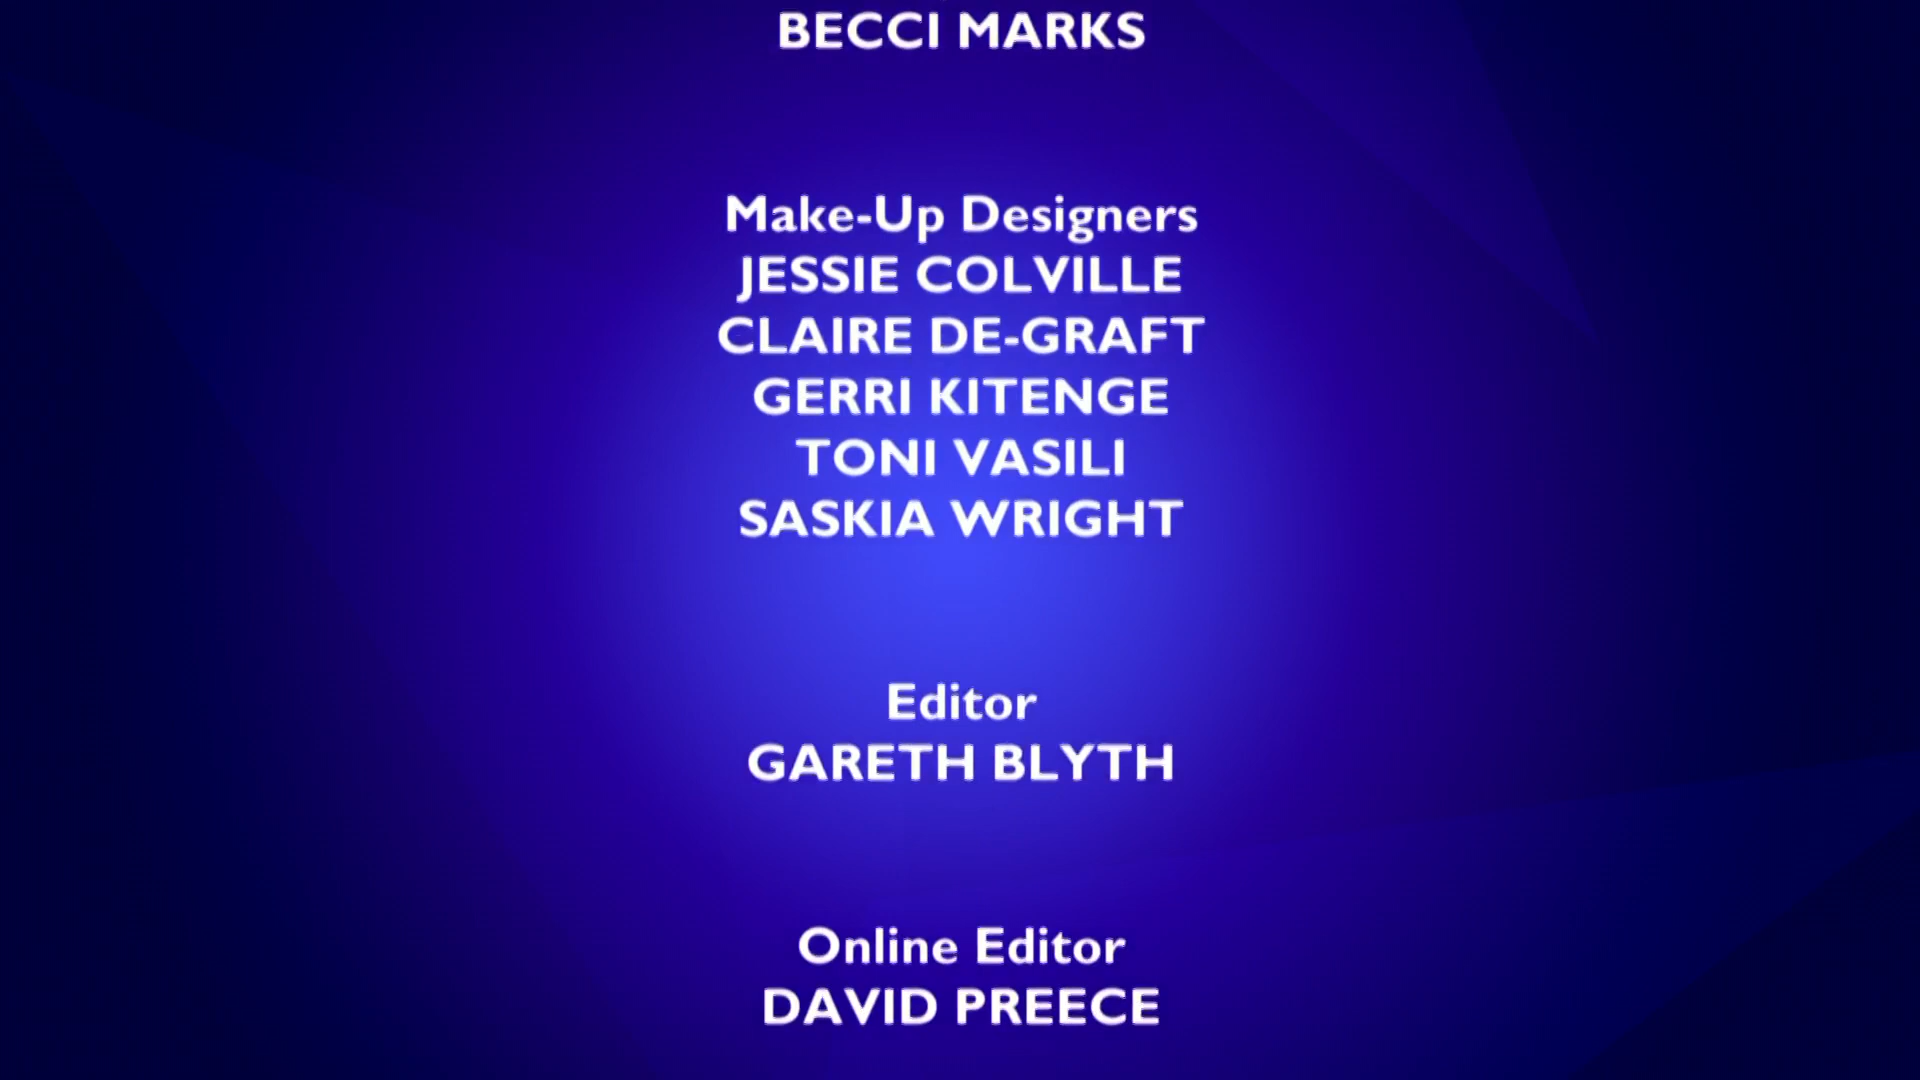 BECCI MARKS
Make-Up Designers
JESSIE COLVILLE
CLAIRE DE-GRAFT
GERRI KITENGE
TONI VASILI
SASKIA WRIGHT
Editor
GARETH BLYTH
Online Editor
DAVID PREECE